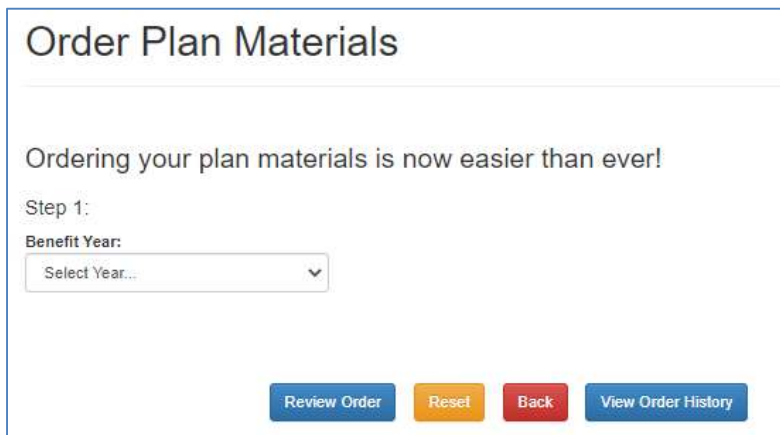 Order Plan Materials
Ordering your plan materials is now easier than ever!
Step 1:
Benefit Year:
Select Year...
Review Order Reset Back View Order History